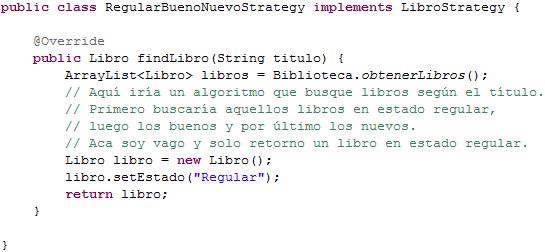 public class RegularBuenoNuevoStrategy implements LibroStrategy {
@Override
public Libro findLibro(String titulo) {
ArrayList<Libro> libros = Biblioteca.obtenerLibros();
// Aquí iría un algoritmo que busque libros según el título.
// Primero buscaría aquellos libros en estado regular,
// luego los buenos y por último los nuevos.
// Aca soy vago y solo retorno un libro en estado regular.
Libro libro = new Libro();
libro.setEstado("Regular");
return libro;
}
}